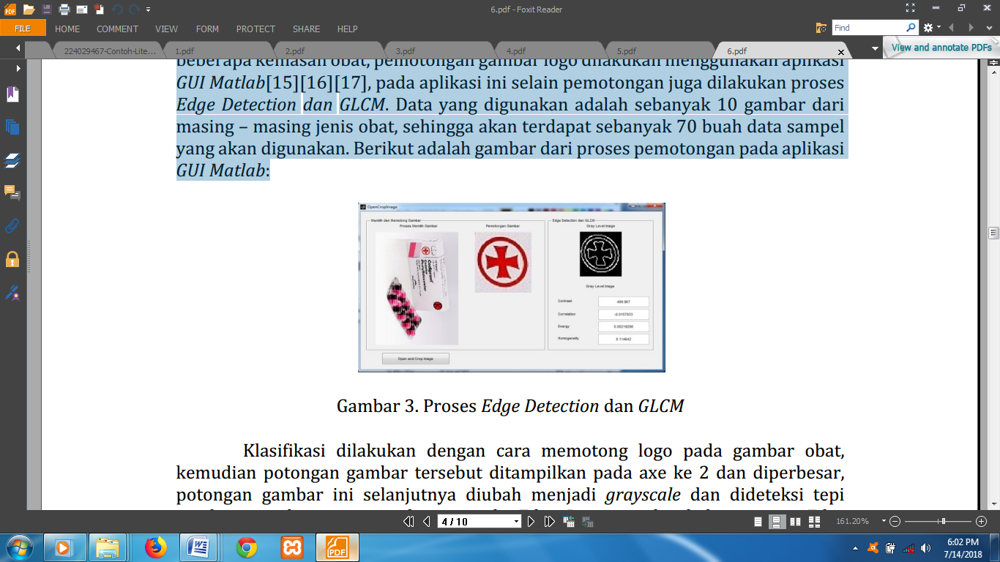 6.pdf - Foxit Reader
FILE HOME COMMENT VIEW FORM PROTECT SHARE HELP
Find
224029467-Contoh-Lite... 1.pdf 2.pdf 3.pdf 4.pdf 5.pdf 6.pdf
View and annotate PDFs
beberapa kemasan obat, pemotongan gambar logo dilakukan menggunakan aplikasi
GUI Matlab[15][16][17], pada aplikasi ini selain pemotongan juga dilakukan proses
Edge Detection dan GLCM. Data yang digunakan adalah sebanyak 10 gambar dari
masing – masing jenis obat, sehingga akan terdapat sebanyak 70 buah data sampel
yang akan digunakan. Berikut adalah gambar dari proses pemotongan pada aplikasi
GUI Matlab:
OpenCropImage
Memilih dan Memotong Gambar
Proses Memilih Gambar
Pemotongan Gambar
Edge Detection dan GLCM
Gray Level Image
Gray Level Image
Contrast 499.967
Correlation -0.0157833
Energy
Homogeneity 0.114642
Open and Crop Image
Gambar 3. Proses Edge Detection dan GLCM
Klasifikasi dilakukan dengan cara memotong logo pada gambar obat,
kemudian potongan gambar tersebut ditampilkan pada axe ke 2 dan diperbesar,
potongan gambar ini selanjutnya diubah menjadi grayscale dan dideteksi tepi
4 / 10
161.20%
PDF
6:02 PM
7/14/2018